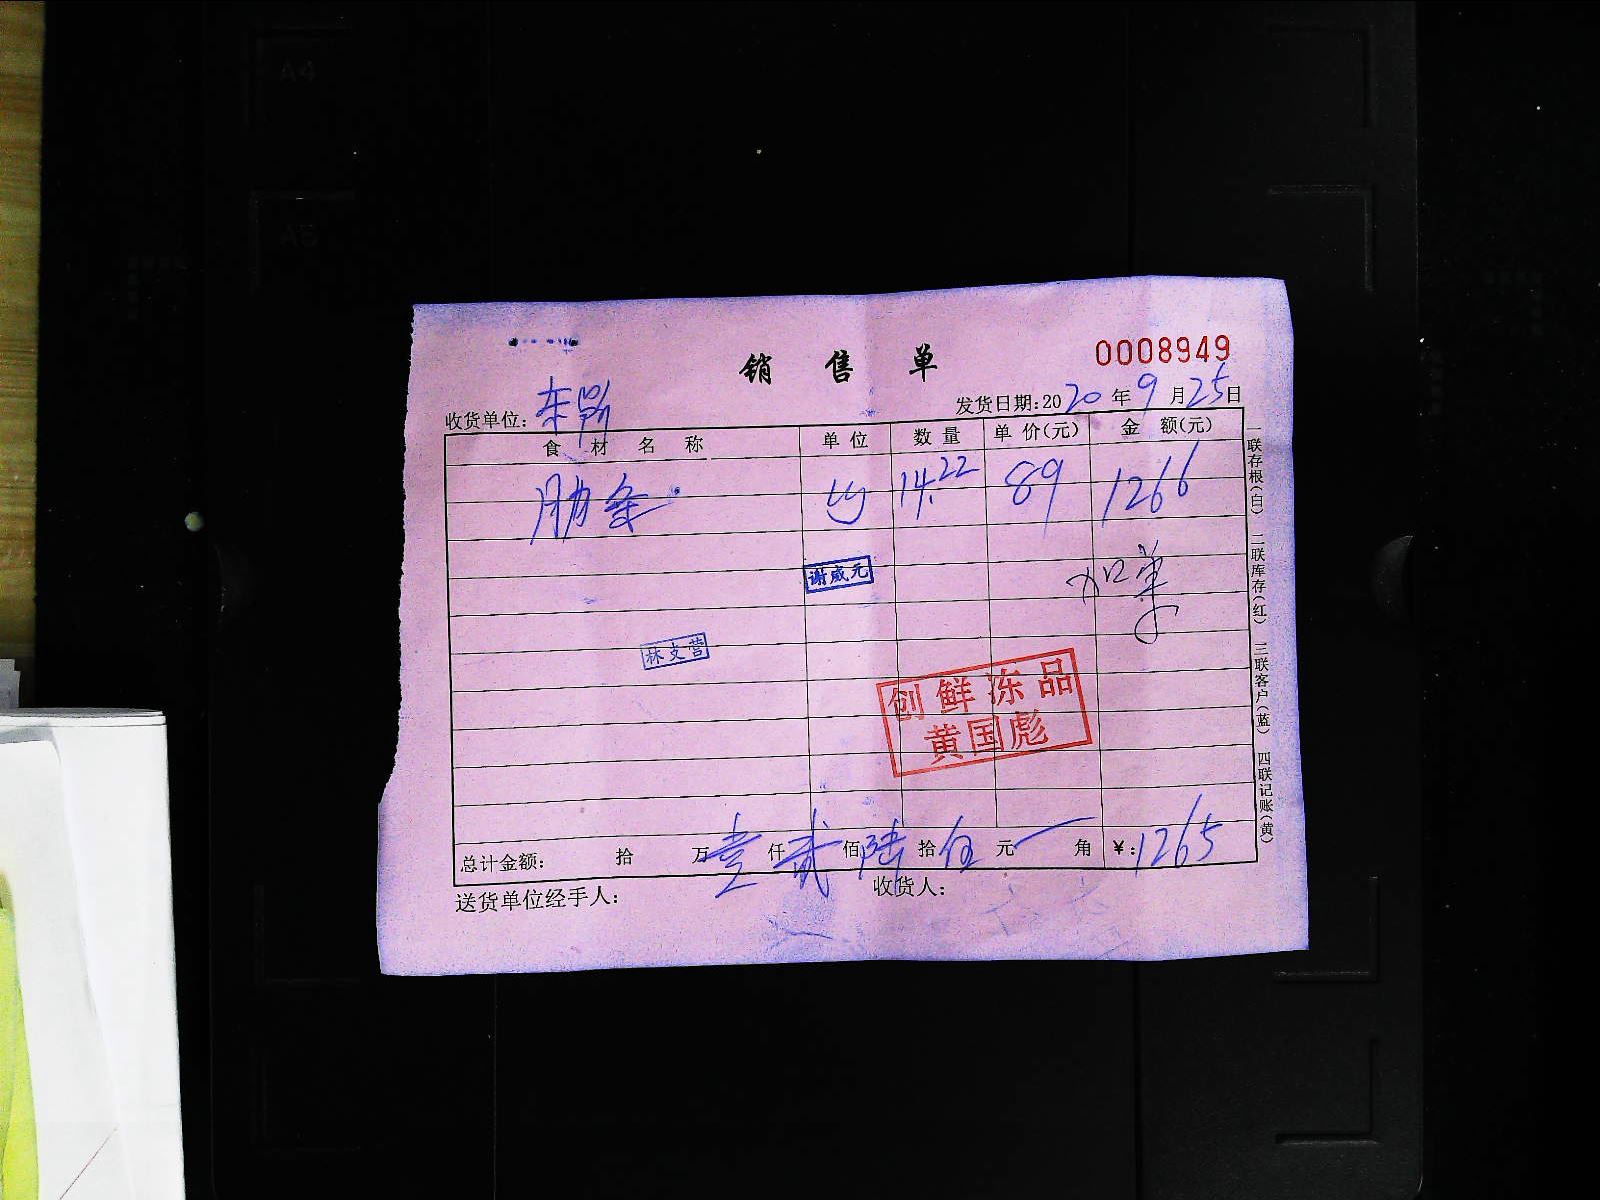 A4
A5
销售单
0008949
收货单位：
发货日期：2020年9月25日
食材名称 单位 数量 单价(元) 金额(元)
肋条 14.22 89 1266
谢威元
林支营
创鲜冻品
黄国彪
总计金额： 拾 万壹仟贰佰陆拾伍元 角 ￥：1265
送货单位经手人： 收货人：
一联存根(白) 二联库存(红) 三联客户(蓝) 四联记账(黄)